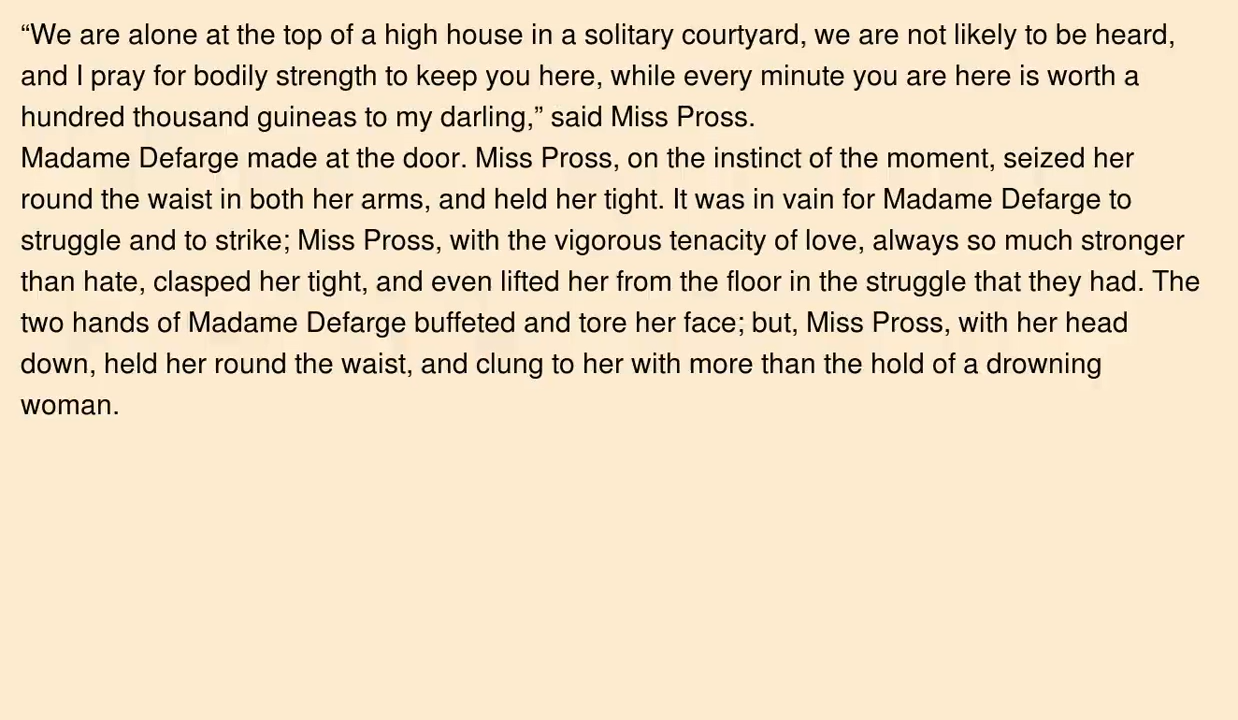 “We are alone at the top of a high house in a solitary courtyard, we are not likely to be heard,
and I pray for bodily strength to keep you here, while every minute you are here is worth a
hundred thousand guineas to my darling,” said Miss Pross.
Madame Defarge made at the door. Miss Pross, on the instinct of the moment, seized her
round the waist in both her arms, and held her tight. It was in vain for Madame Defarge to
struggle and to strike; Miss Pross, with the vigorous tenacity of love, always so much stronger
than hate, clasped her tight, and even lifted her from the floor in the struggle that they had. The
two hands of Madame Defarge buffeted and tore her face; but, Miss Pross, with her head
down, held her round the waist, and clung to her with more than the hold of a drowning
woman.